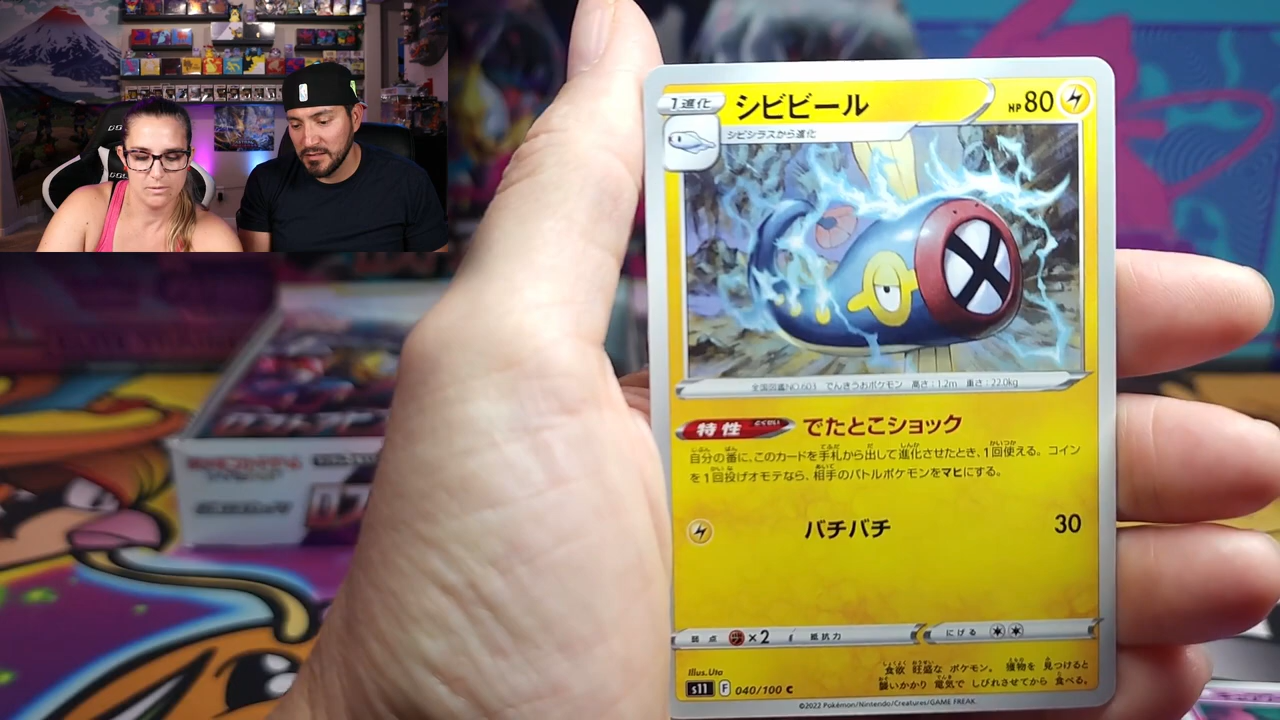 1進化
シビビール
HP80
シビシラスから進化
全国図鑑NO.603 でんきうおポケモン 高さ:1.2m 重さ:22.0kg
特性 とくせい でたとこショック
自分の番に、このカードを手札から出して進化させたとき、1回使える。コイン
を1回投げオモテなら、相手のバトルポケモンをマヒにする。
バチバチ 30
弱点 ×2 抵抗力 にげる
Illus.Uta
s11 F 040/100 C
食欲 旺盛な ポケモン。 獲物を 見つけると
襲いかかり 電気で しびれさせてから 食べる。
©2022 Pokémon/Nintendo/Creatures/GAME FREAK